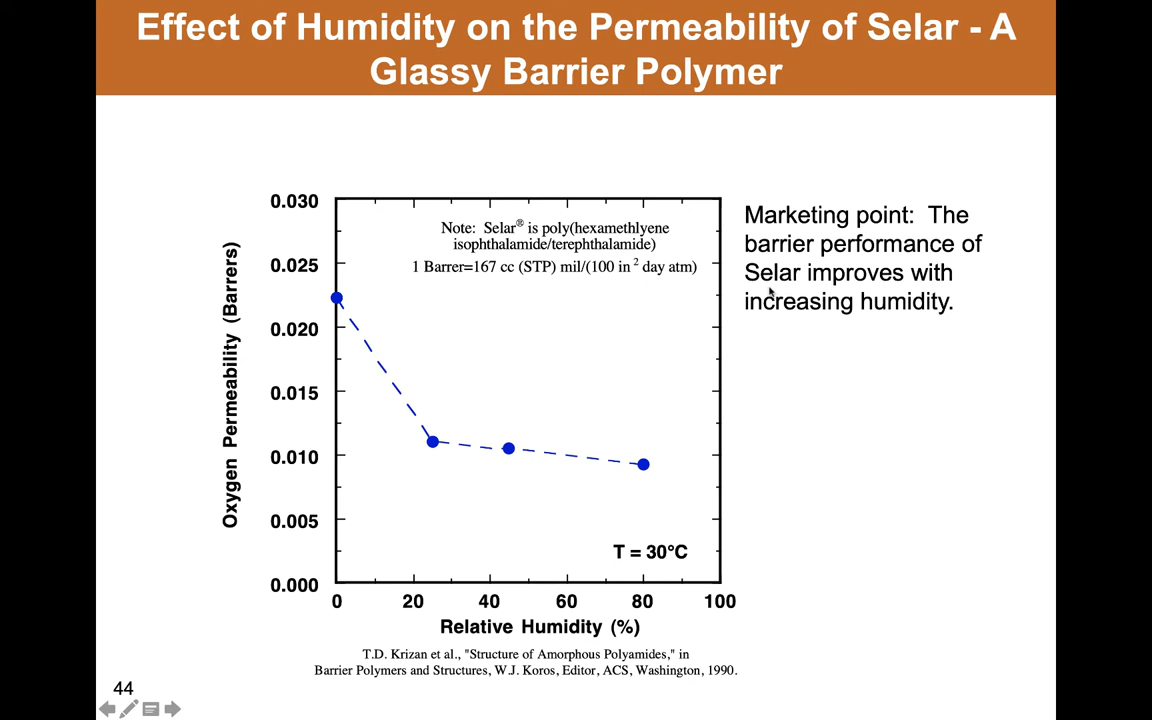 Effect of Humidity on the Permeability of Selar - A
Glassy Barrier Polymer
0.030
0.025
0.020
0.015
0.010
0.005
0.000
Oxygen Permeability (Barrers)
Note: Selar® is poly(hexamethlyene
isophthalamide/terephthalamide)
1 Barrer=167 cc (STP) mil/(100 in² day atm)
T = 30°C
0 20 40 60 80 100
Relative Humidity (%)
Marketing point: The
barrier performance of
Selar improves with
increasing humidity.
T.D. Krizan et al., "Structure of Amorphous Polyamides," in
Barrier Polymers and Structures, W.J. Koros, Editor, ACS, Washington, 1990.
44